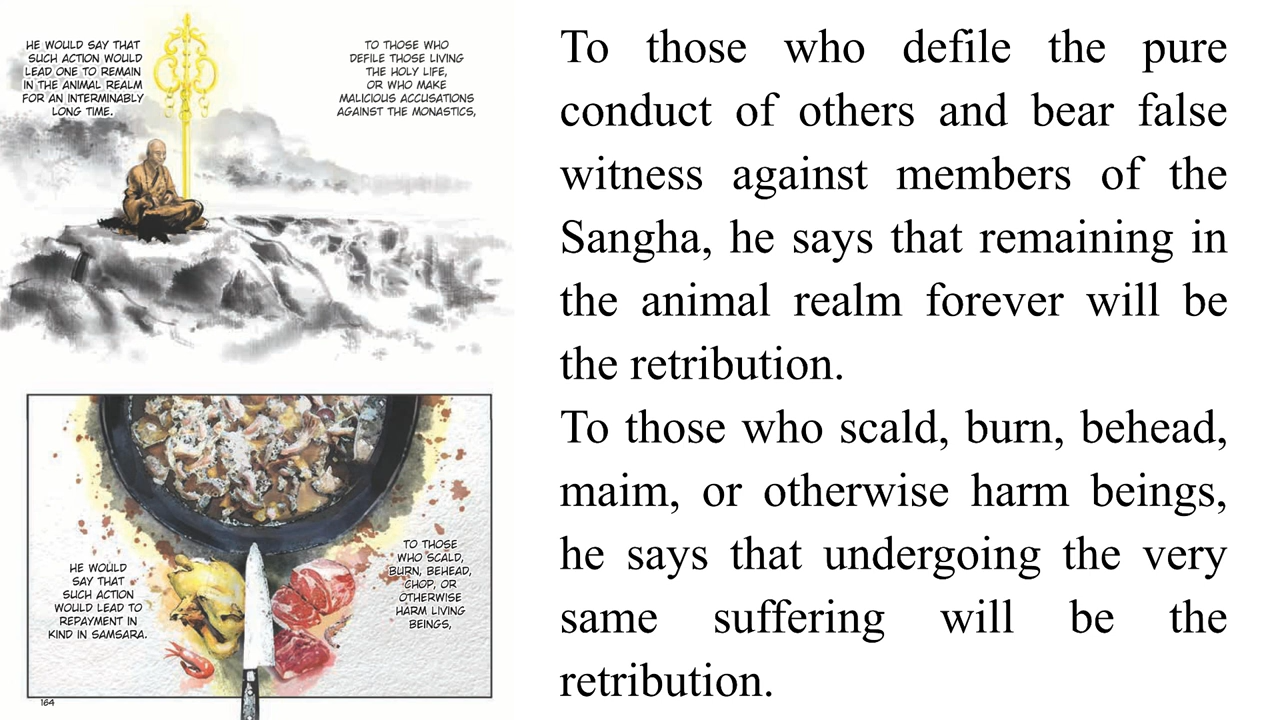 TO THOSE WHO
DEFILE THOSE LIVING
THE HOLY LIFE,
OR WHO MAKE
MALICIOUS ACCUSATIONS
AGAINST THE MONASTICS,
HE WOULD SAY THAT
SUCH ACTION WOULD
LEAD ONE TO REMAIN
IN THE ANIMAL REALM
FOR AN INTERMINABLY
LONG TIME.
TO THOSE
WHO SCALD,
BURN, BEHEAD,
CHOP, OR
OTHERWISE
HARM LIVING
BEINGS,
HE WOULD
SAY THAT
SUCH ACTION
WOULD LEAD TO
REPAYMENT IN
KIND IN SAMSARA.
164
To those who defile the pure
conduct of others and bear false
witness against members of the
Sangha, he says that remaining in
the animal realm forever will be
the retribution.
To those who scald, burn, behead,
maim, or otherwise harm beings,
he says that undergoing the very
same suffering will be the
retribution.